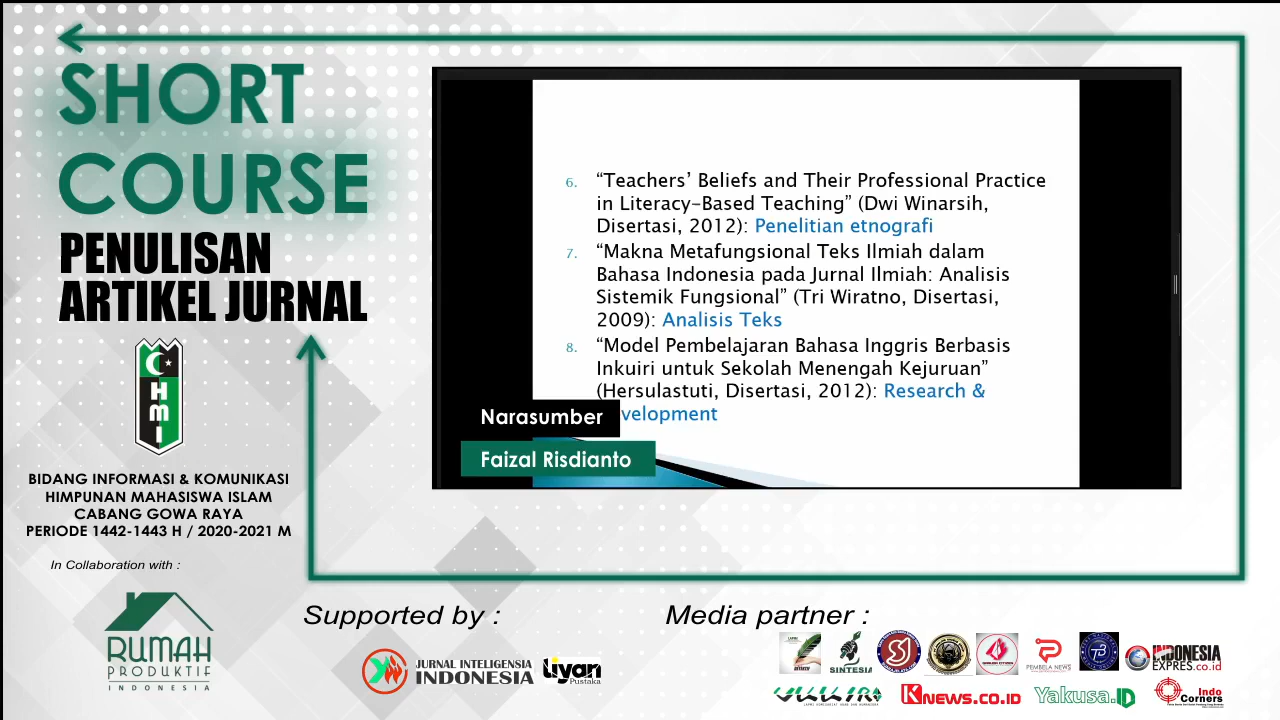 SHORT
COURSE
PENULISAN
ARTIKEL JURNAL
HMI
BIDANG INFORMASI & KOMUNIKASI
HIMPUNAN MAHASISWA ISLAM
CABANG GOWA RAYA
PERIODE 1442-1443 H / 2020-2021 M
In Collaboration with :
RUMAH
PRODUKTIF
INDONESIA
6. “Teachers’ Beliefs and Their Professional Practice
in Literacy-Based Teaching” (Dwi Winarsih,
Disertasi, 2012): Penelitian etnografi
7. “Makna Metafungsional Teks Ilmiah dalam
Bahasa Indonesia pada Jurnal Ilmiah: Analisis
Sistemik Fungsional” (Tri Wiratno, Disertasi,
2009): Analisis Teks
8. “Model Pembelajaran Bahasa Inggris Berbasis
Inkuiri untuk Sekolah Menengah Kejuruan”
(Hersulastuti, Disertasi, 2012): Research &
velopment
Narasumber
Faizal Risdianto
Supported by :
JURNAL INTELIGENSIA
INDONESIA
Liyan
Pustaka
Media partner :
SINTESIA
PEMBELA NEWS
INDONESIA
EXPRES.co.id
KNEWS.CO.ID
Yakusa.ID
Indo
Corners